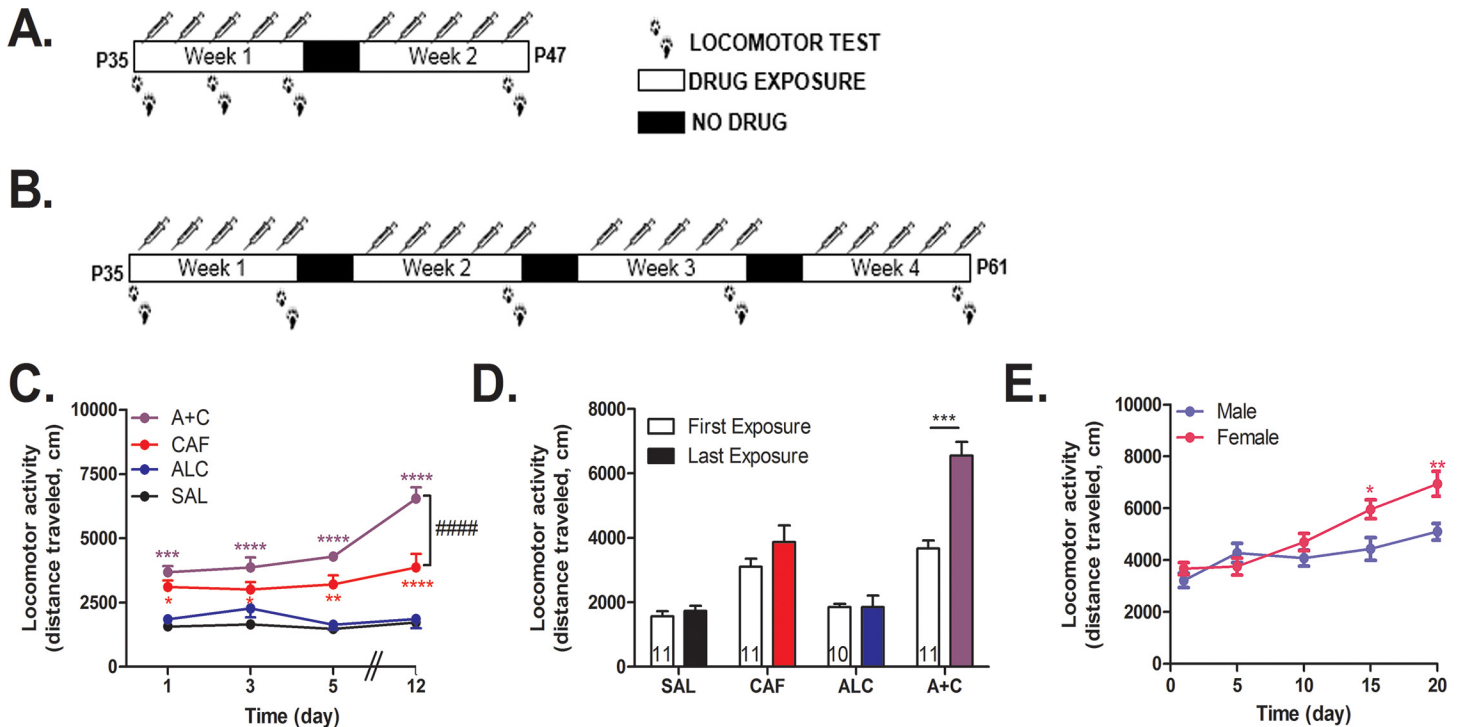 A.
P35
Week 1
Week 2
P47
LOCOMOTOR TEST
DRUG EXPOSURE
NO DRUG
B.
P35
Week 1
Week 2
Week 3
Week 4
P61
C.
Locomotor activity
(distance traveled, cm)
10000
7500
5000
2500
0
A+C
CAF
ALC
SAL
***
****
****
****
*
*
**
****
####
1
3
5
12
Time (day)
D.
Locomotor activity
(distance traveled, cm)
8000
6000
4000
2000
0
First Exposure
Last Exposure
***
11
11
10
11
SAL
CAF
ALC
A+C
E.
Locomotor activity
(distance traveled, cm)
10000
8000
6000
4000
2000
0
Male
Female
*
**
0
5
10
15
20
Time (day)